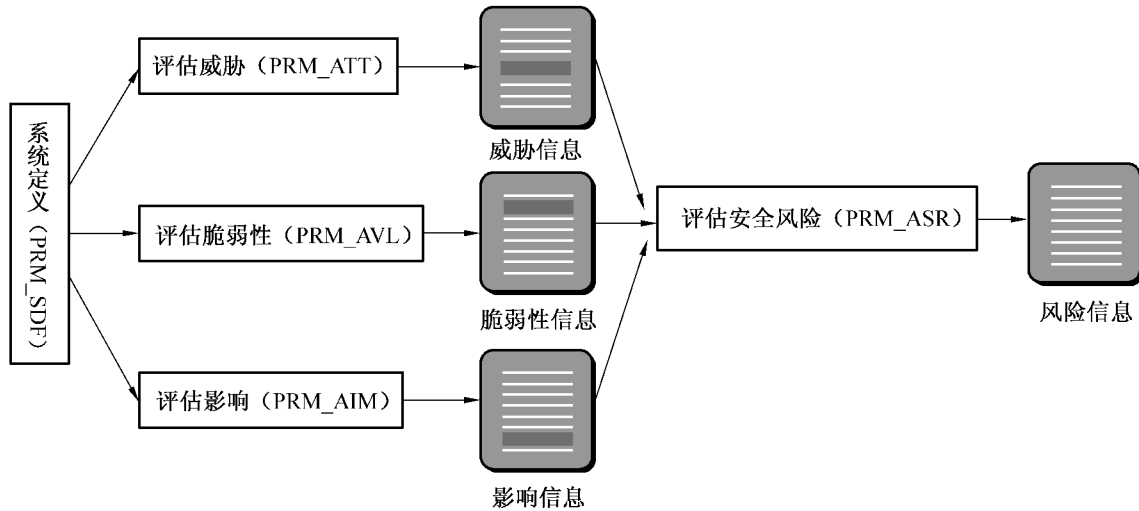 系统定义（PRM_SDF）
评估威胁（PRM_ATT）
威胁信息
评估脆弱性（PRM_AVL）
脆弱性信息
评估影响（PRM_AIM）
影响信息
评估安全风险（PRM_ASR）
风险信息